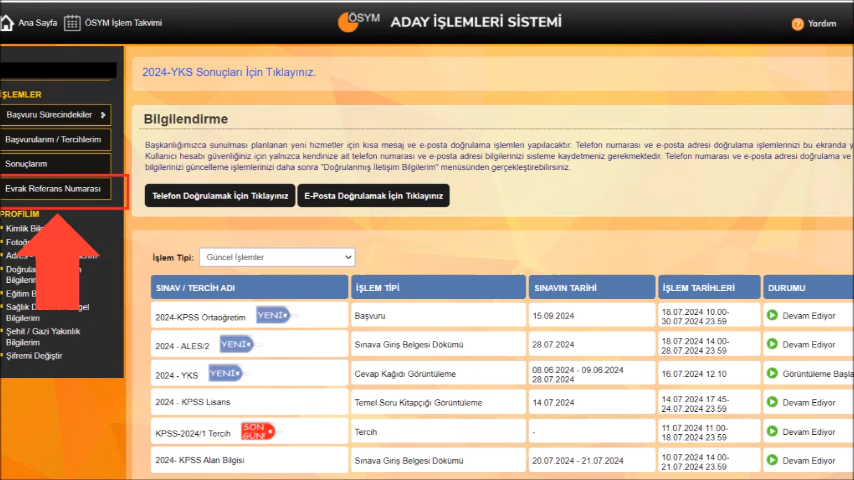 Ana Sayfa ÖSYM İşlem Takvimi
ÖSYM ADAY İŞLEMLERİ SİSTEMİ
Yardım
İŞLEMLER
Başvuru Sürecindekiler
Başvurularım / Tercihlerim
Sonuçlarım
Evrak Referans Numarası
PROFİLİM
Kimlik
Doğrula
Bilgilerim
Eğitim
Sağlık
Bilgilerim
Şehit / Gazi Yakınlık
Bilgilerim
Şifremi Değiştir
2024-YKS Sonuçları İçin Tıklayınız.
Bilgilendirme
Başkanlığımızca sunulması planlanan yeni hizmetler için kısa mesaj ve e-posta doğrulama işlemleri yapılacaktır. Telefon numarası ve e-posta adresi doğrulama işlemlerinizi bu ekranda y
Kullanıcı hesabı güvenliğiniz için yalnızca kendinize ait telefon numarası ve e-posta adresi bilgilerinizi sisteme kaydetmeniz gerekmektedir. Telefon numarası ve e-posta adresi doğrulama ve
bilgilerinizi güncelleme işlemlerinizi daha sonra "Doğrulanmış İletişim Bilgilerim" menüsünden gerçekleştirebilirsiniz.
Telefon Doğrulamak İçin Tıklayınız E-Posta Doğrulamak İçin Tıklayınız
İşlem Tipi: Güncel İşlemler
SINAV / TERCİH ADI İŞLEM TİPİ SINAVIN TARİHİ İŞLEM TARİHLERİ DURUMU
2024-KPSS Ortaöğretim YENİ Başvuru 15.09.2024 18.07.2024 10.00-
30.07.2024 23.59 Devam Ediyor
2024 - ALES/2 YENİ Sınava Giriş Belgesi Dökümü 28.07.2024 18.07.2024 14.00-
28.07.2024 23.59 Devam Ediyor
2024 - YKS YENİ Cevap Kağıdı Görüntüleme 08.06.2024 - 09.06.2024
28.07.2024 16.07.2024 12.10 Görüntüleme Başla
2024 - KPSS Lisans Temel Soru Kitapçığı Görüntüleme 14.07.2024 14.07.2024 17.45-
24.07.2024 23.59 Devam Ediyor
KPSS-2024/1 Tercih SON GÜN! Tercih - 11.07.2024 11.00-
18.07.2024 23.59 Devam Ediyor
2024- KPSS Alan Bilgisi Sınava Giriş Belgesi Dökümü 20.07.2024 - 21.07.2024 10.07.2024 14.00-
21.07.2024 23.59 Devam Ediyor